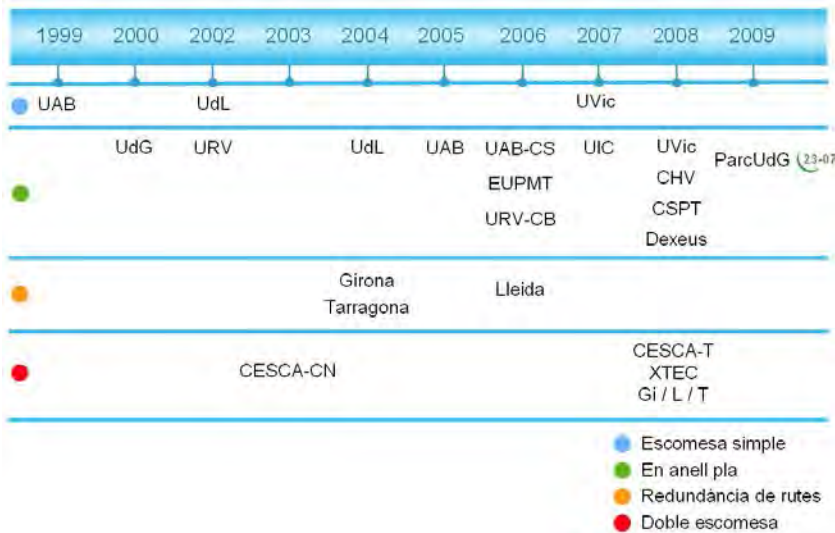 1999 2000 2002 2003 2004 2005 2006 2007 2008 2009
UAB UdL UVic
UdG URV UdL UAB UAB-CS UIC UVic ParcUdG (23-07
EUPMT CHV
URV-CB CSPT
Dexeus
Girona
Tarragona
Lleida
CESCA-CN
CESCA-T
XTEC
Gi / L / T
Escomesa simple
En anell pla
Redundància de rutes
Doble escomesa